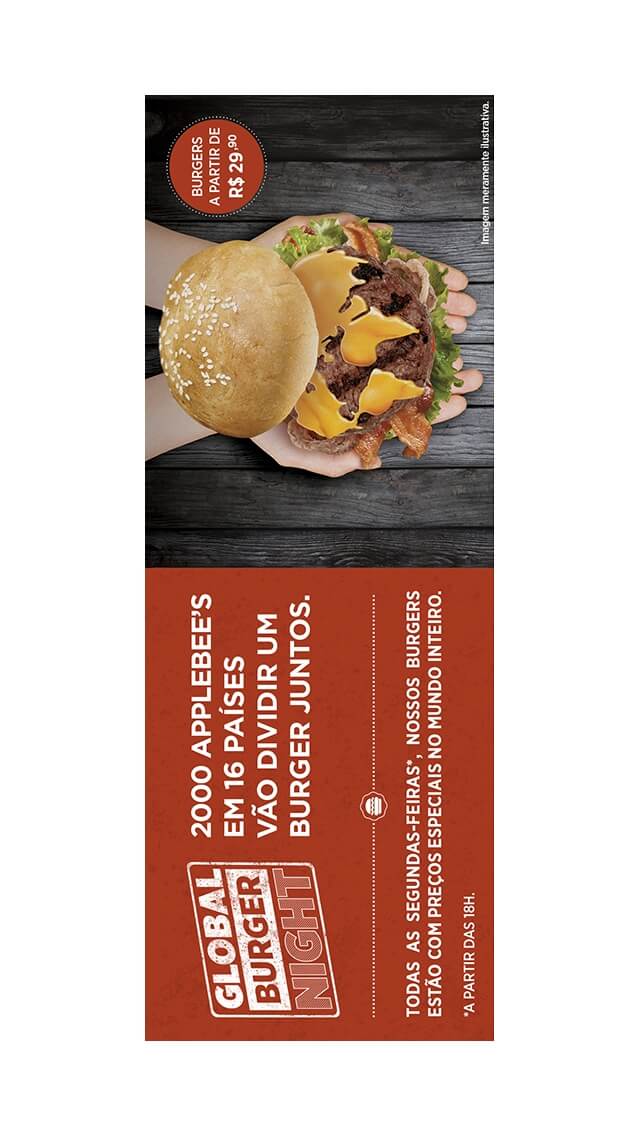 GLOBAL
BURGER
NIGHT
2000 APPLEBEE’S
EM 16 PAÍSES
VÃO DIVIDIR UM
BURGER JUNTOS.
TODAS AS SEGUNDAS-FEIRAS*, NOSSOS BURGERS
ESTÃO COM PREÇOS ESPECIAIS NO MUNDO INTEIRO.
*A PARTIR DAS 18H.
BURGERS
A PARTIR DE
R$ 29,90
Imagem meramente ilustrativa.